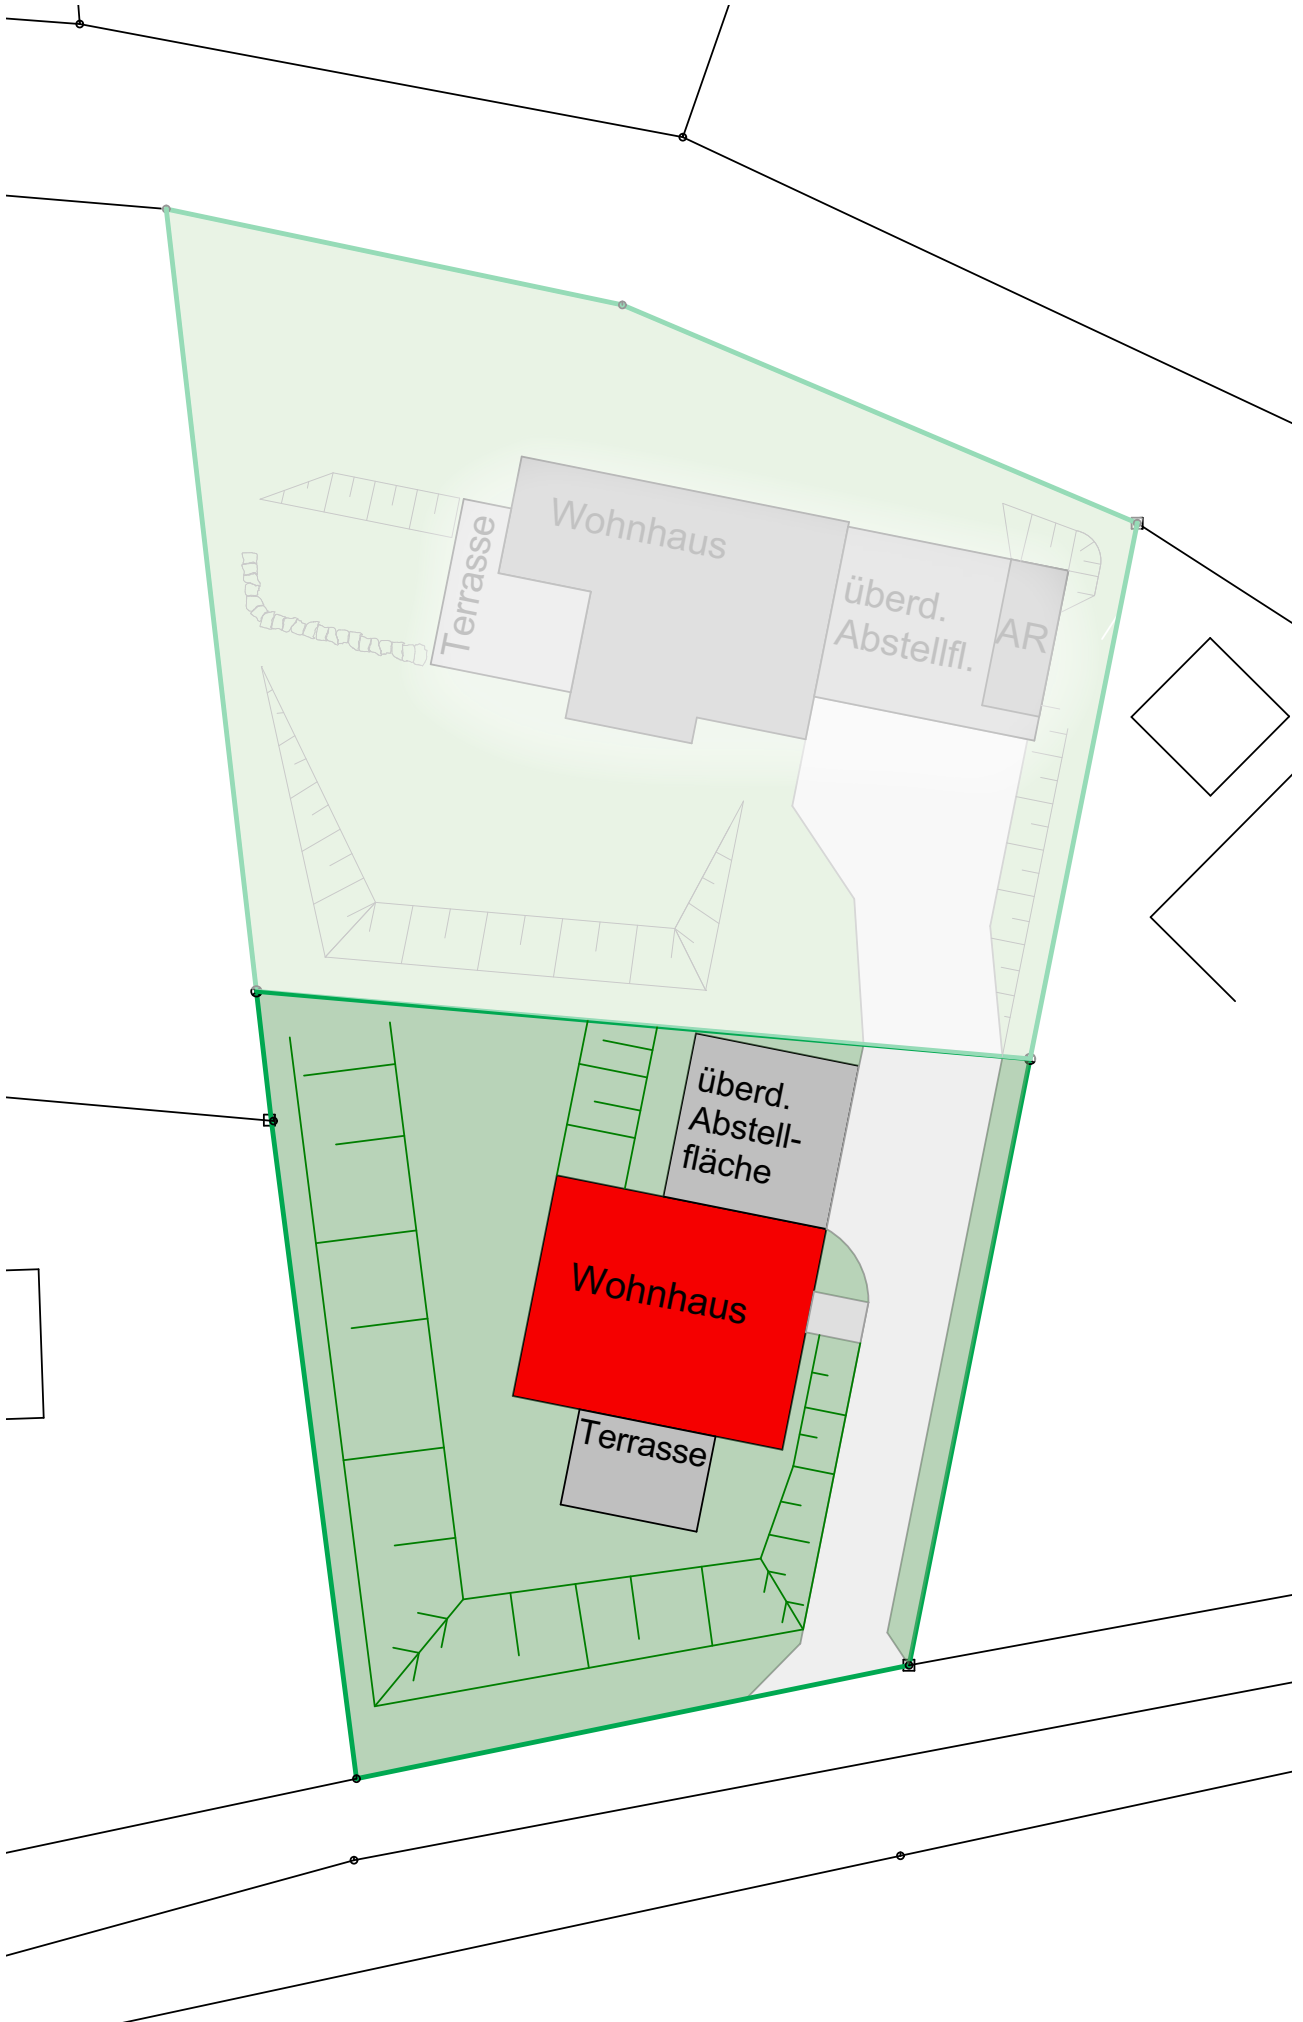 Wohnhaus
Terrasse
überd.
Abstellfl.
AR
überd.
Abstell-
fläche
Wohnhaus
Terrasse